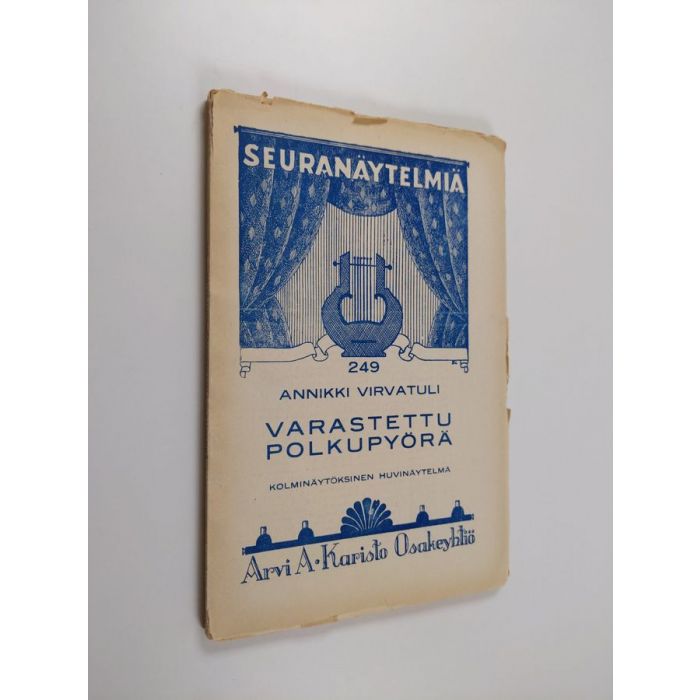 SEURANÄYTELMIÄ
249
ANNIKKI VIRVATULI
VARASTETTU
POLKUPYÖRÄ
KOLMINÄYTÖKSINEN HUVINÄYTELMÄ
Arvi A. Karisto Osakeyhtiö